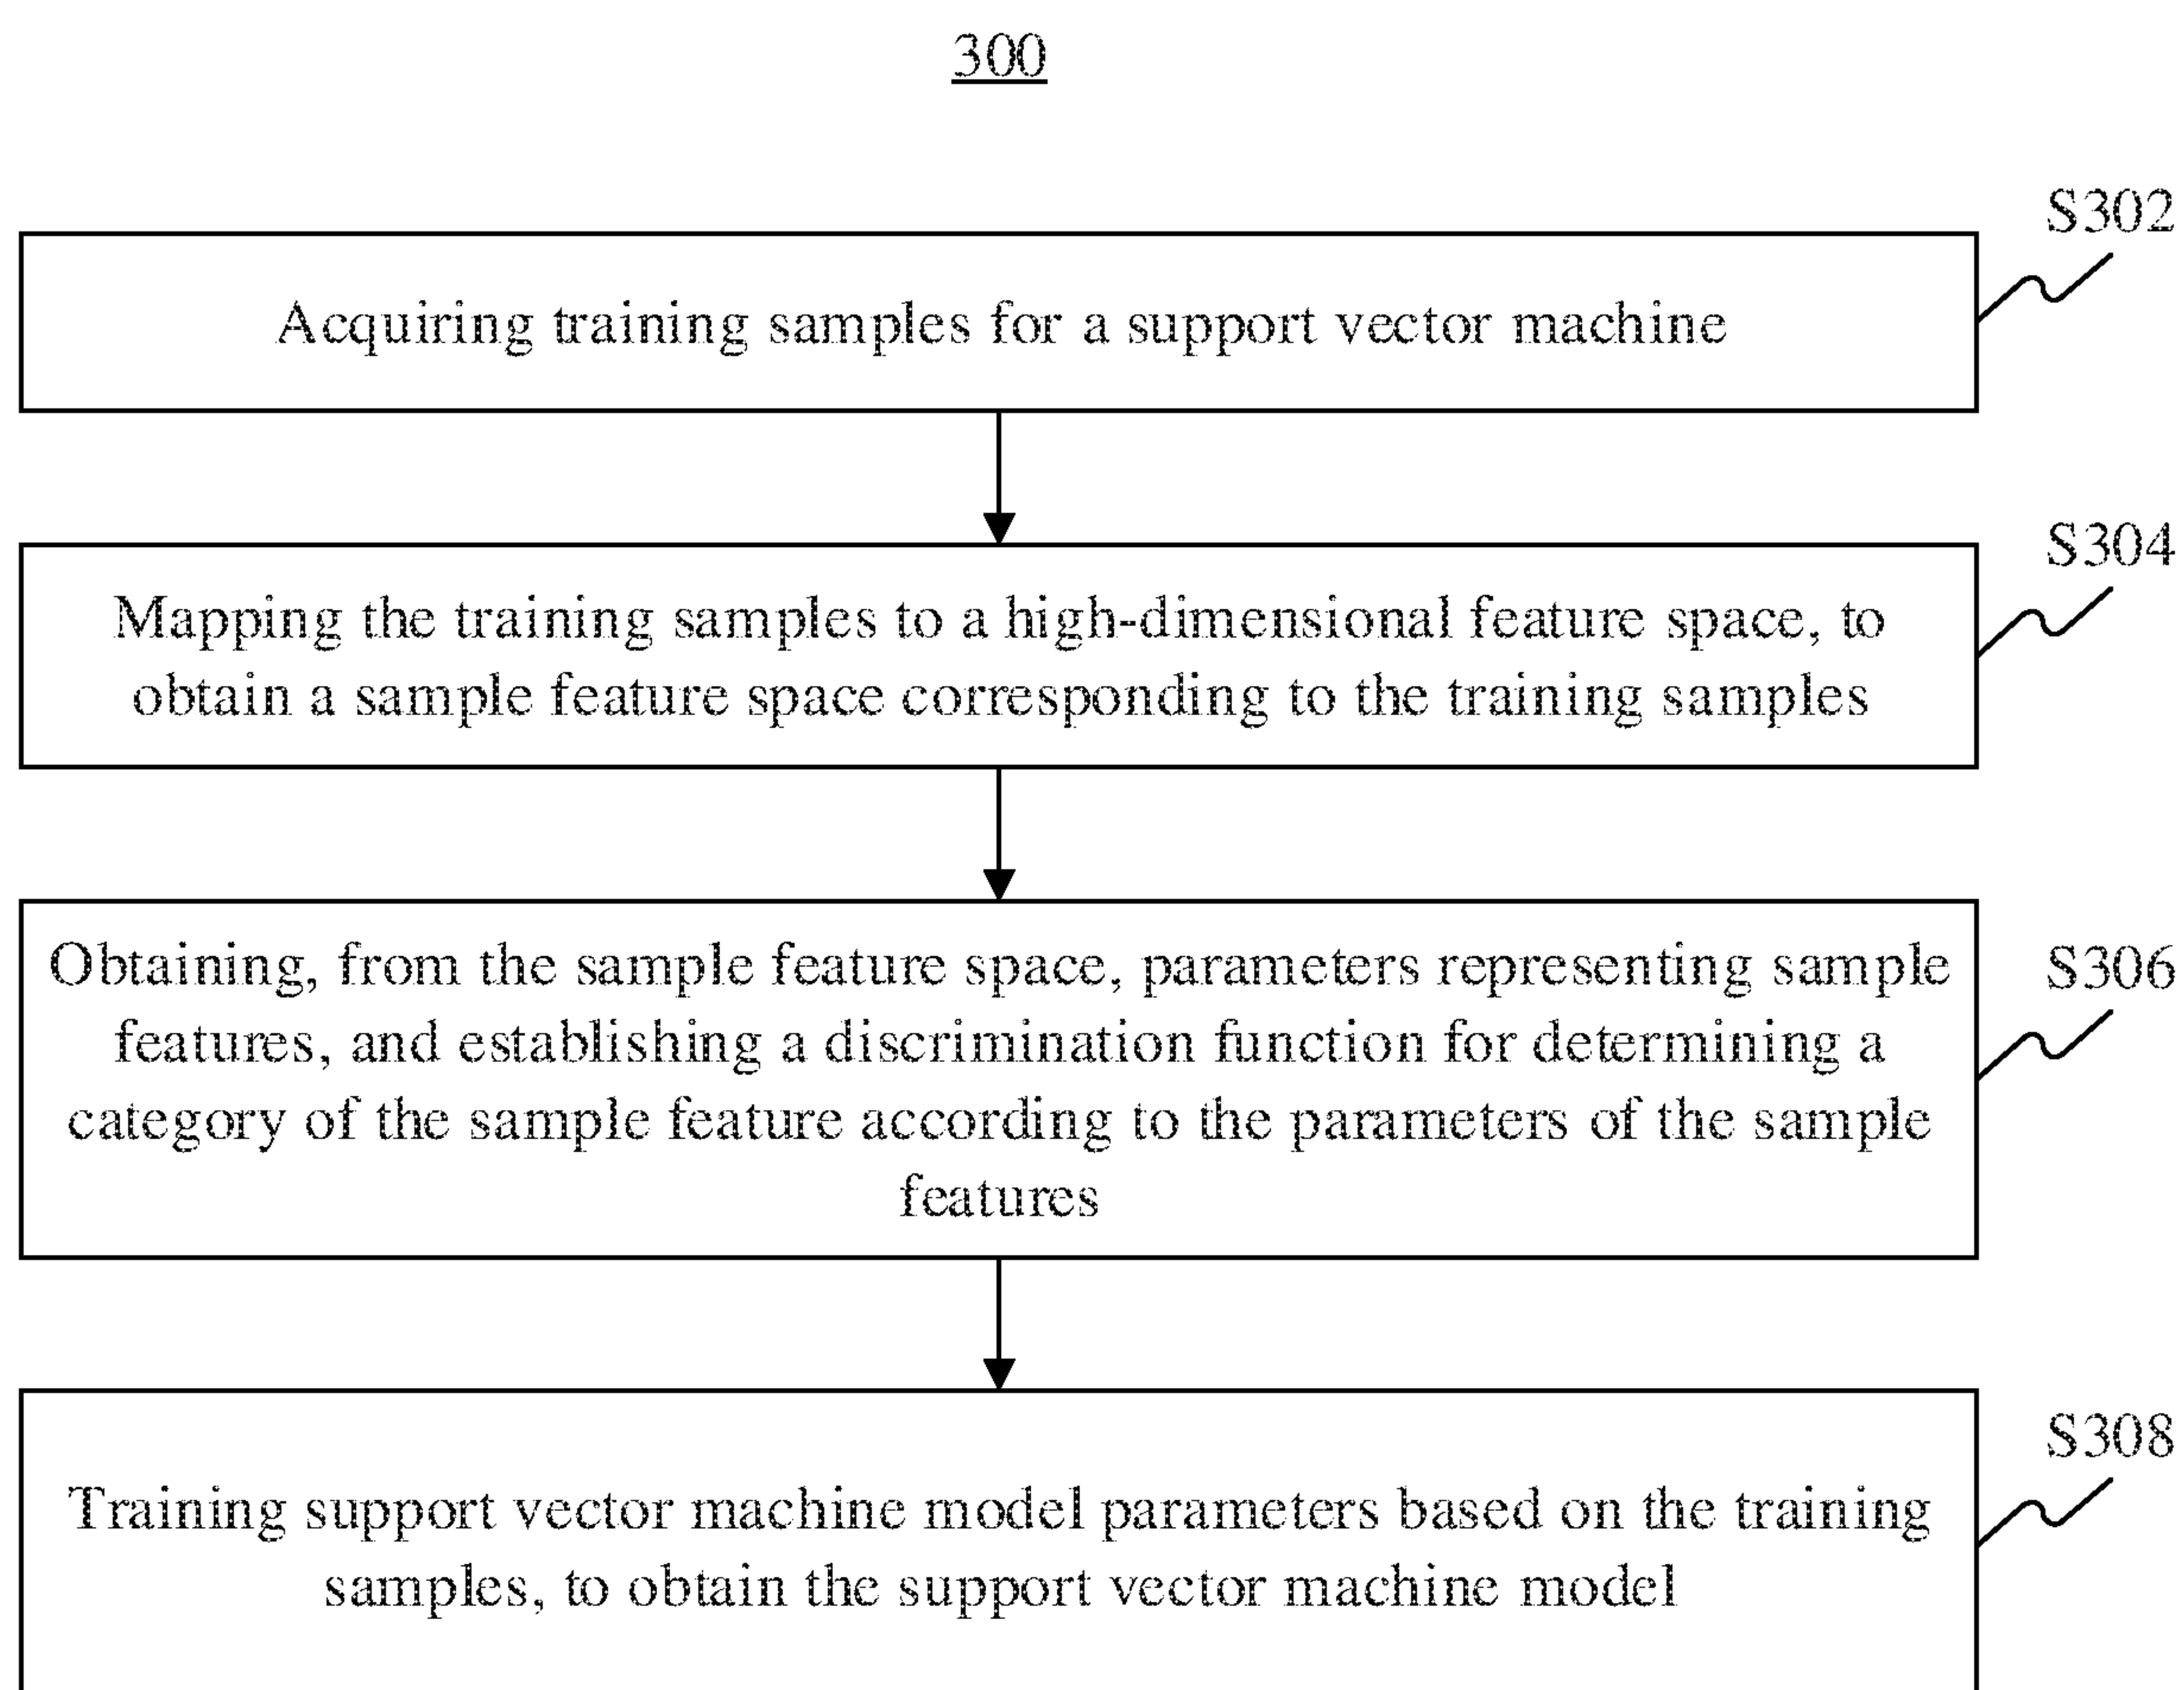 300
S302
Acquiring training samples for a support vector machine
S304
Mapping the training samples to a high-dimensional feature space, to
obtain a sample feature space corresponding to the training samples
Obtaining, from the sample feature space, parameters representing sample
S306
features, and establishing a discrimination function for determining a
category of the sample feature according to the parameters of the sample
features
S308
Training support vector machine model parameters based on the training
samples, to obtain the support vector machine model